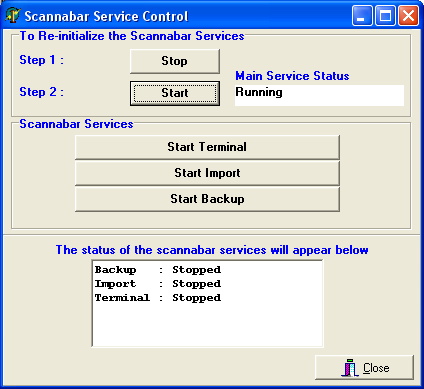 Scannabar Service Control
To Re-initialize the Scannabar Services
Step 1 :
Stop
Main Service Status
Step 2 :
Start
Running
Scannabar Services
Start Terminal
Start Import
Start Backup
The status of the scannabar services will appear below
Backup   : Stopped
Import   : Stopped
Terminal : Stopped
Close